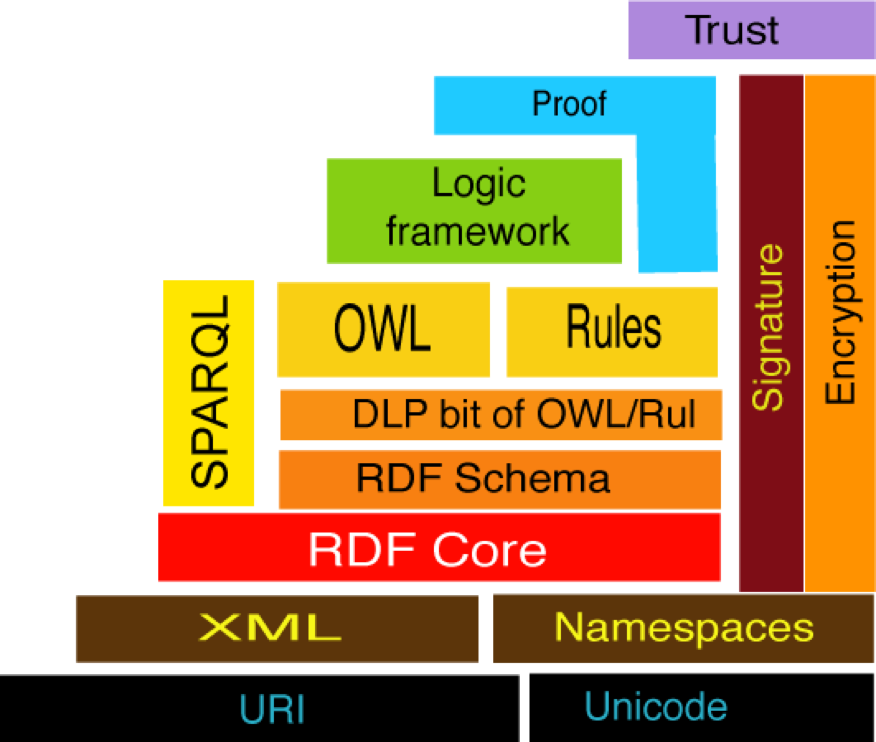 Trust
Proof
Logic
framework
Signature
Encryption
SPARQL
OWL
Rules
DLP bit of OWL/Rul
RDF Schema
RDF Core
XML
Namespaces
URI
Unicode